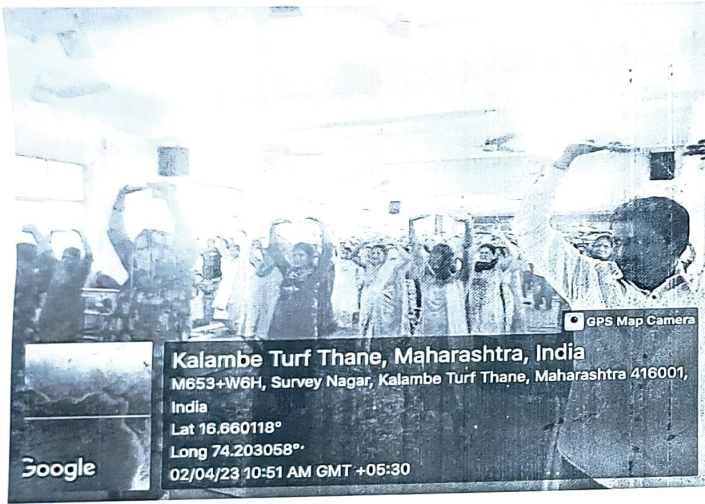 GPS Map Camera
Kalambe Turf Thane, Maharashtra, India
M653+W6H, Survey Nagar, Kalambe Turf Thane, Maharashtra 416001,
India
Lat 16.660118°
Long 74.203058°
02/04/23 10:51 AM GMT +05:30
Google